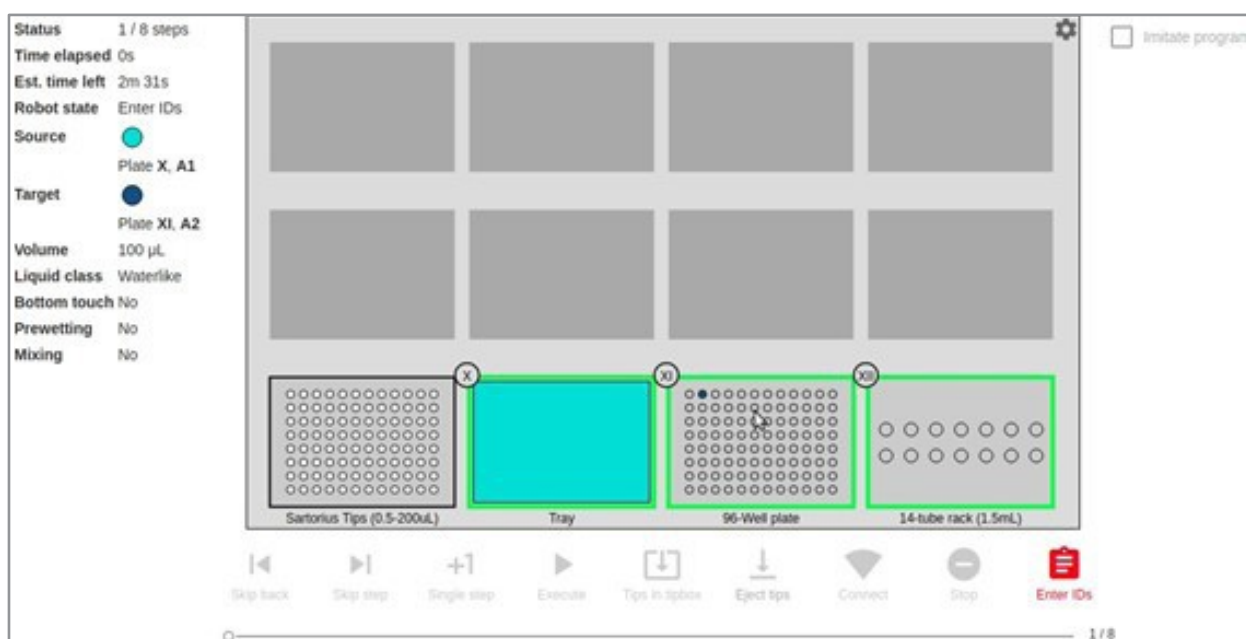 Status 1 / 8 steps
Time elapsed 0s
Est. time left 2m 31s
Robot state Enter IDs
Source
Plate X, A1
Target
Plate XI, A2
Volume 100 µL
Liquid class Waterlike
Bottom touch No
Prewetting No
Mixing No
Imitate program
X XI XII
Sartorius Tips (0.5-200uL) Tray 96-Well plate 14-tube rack (1.5mL)
+1
Skip back Skip step Single step Execute Tips in tipbox Eject tips Connect Stop Enter IDs
1 / 8